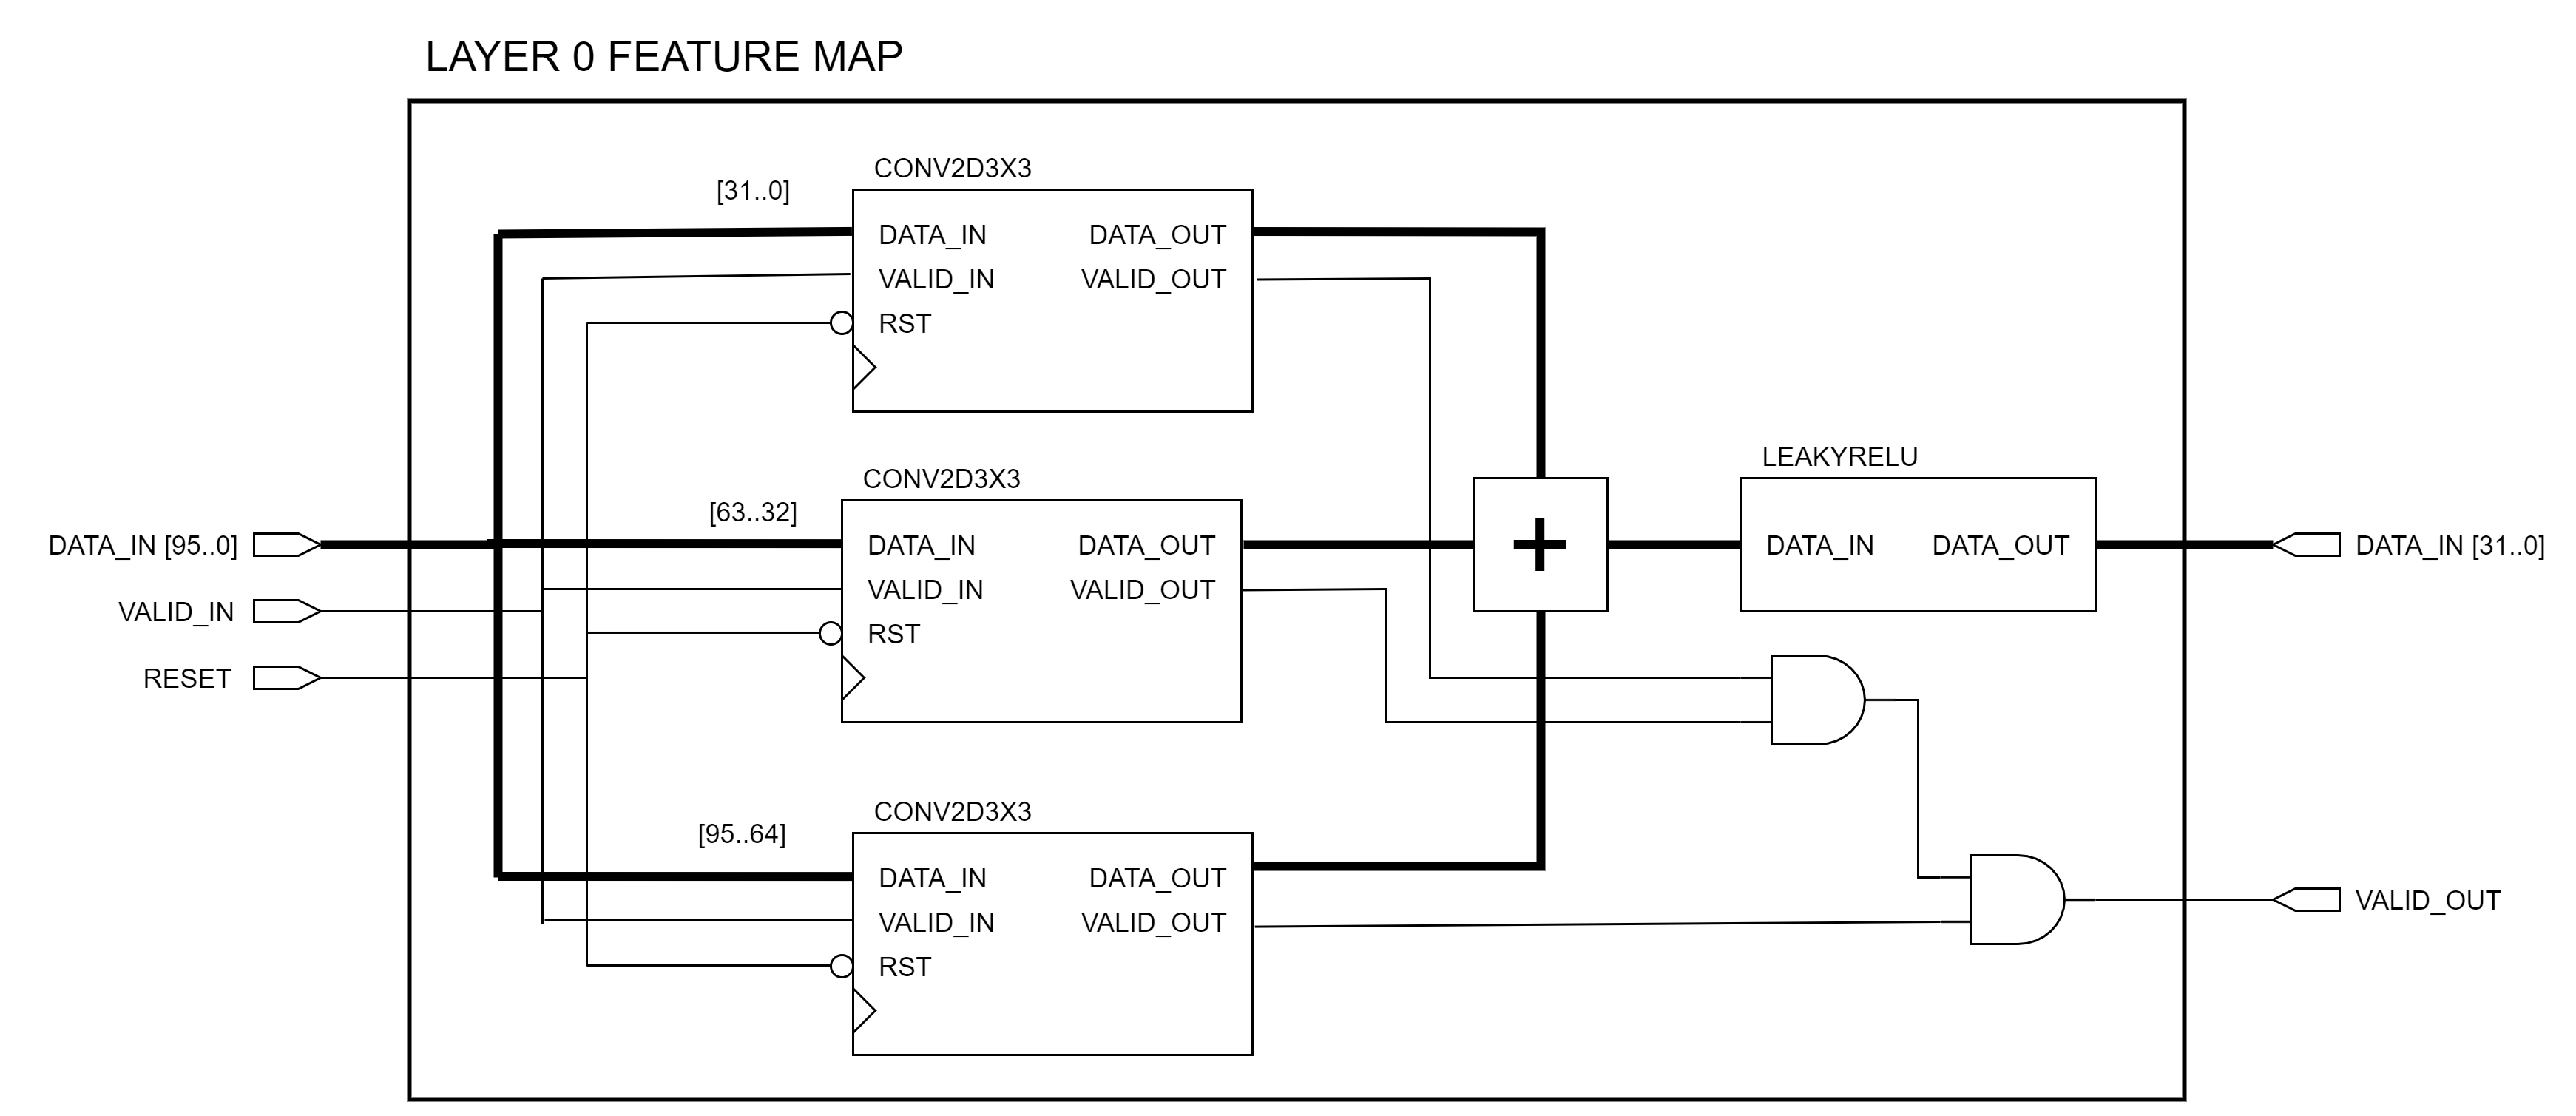 LAYER 0 FEATURE MAP
CONV2D3X3
[31..0]
DATA_IN DATA_OUT
VALID_IN VALID_OUT
RST
CONV2D3X3
[63..32]
DATA_IN DATA_OUT
VALID_IN VALID_OUT
RST
CONV2D3X3
[95..64]
DATA_IN DATA_OUT
VALID_IN VALID_OUT
RST
DATA_IN [95..0]
VALID_IN
RESET
+
LEAKYRELU
DATA_IN DATA_OUT
DATA_IN [31..0]
VALID_OUT